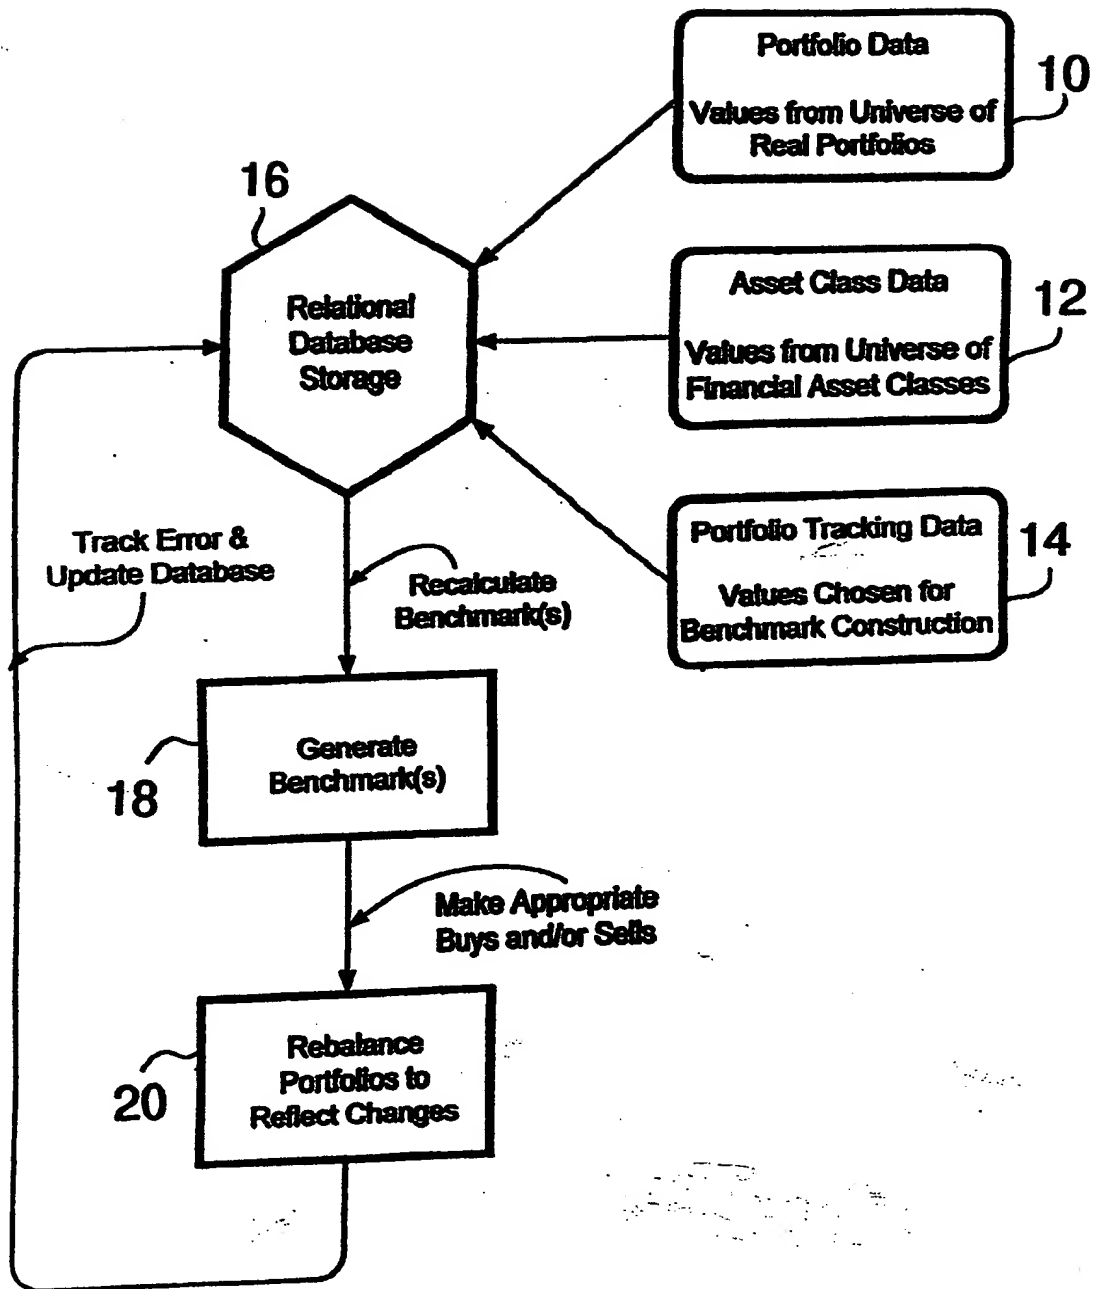 Portfolio Data
Values from Universe of
Real Portfolios
10
16
Relational
Database
Storage
Asset Class Data
Values from Universe of
Financial Asset Classes
12
Portfolio Tracking Data
Values Chosen for
Benchmark Construction
14
Track Error &
Update Database
Recalculate
Benchmark(s)
Generate
Benchmark(s)
18
Make Appropriate
Buys and/or Sells
Rebalance
Portfolios to
Reflect Changes
20